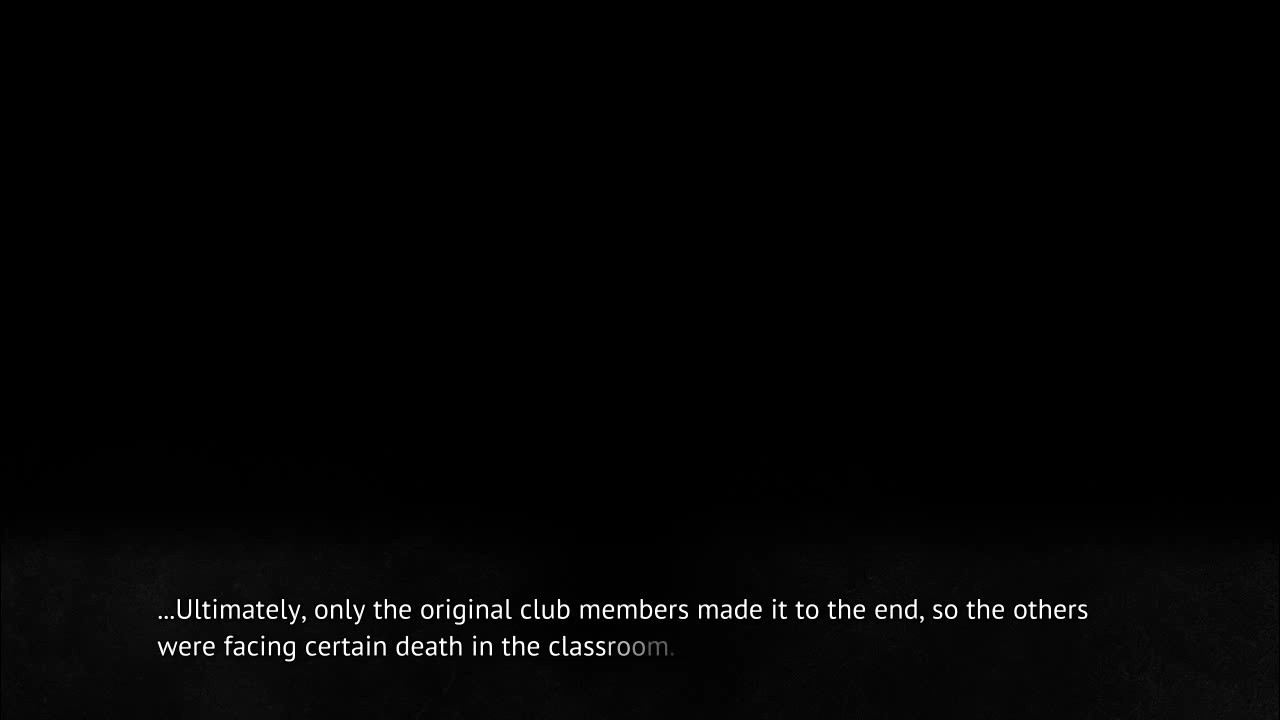 ...Ultimately, only the original club members made it to the end, so the others
were facing certain death in the classroom.